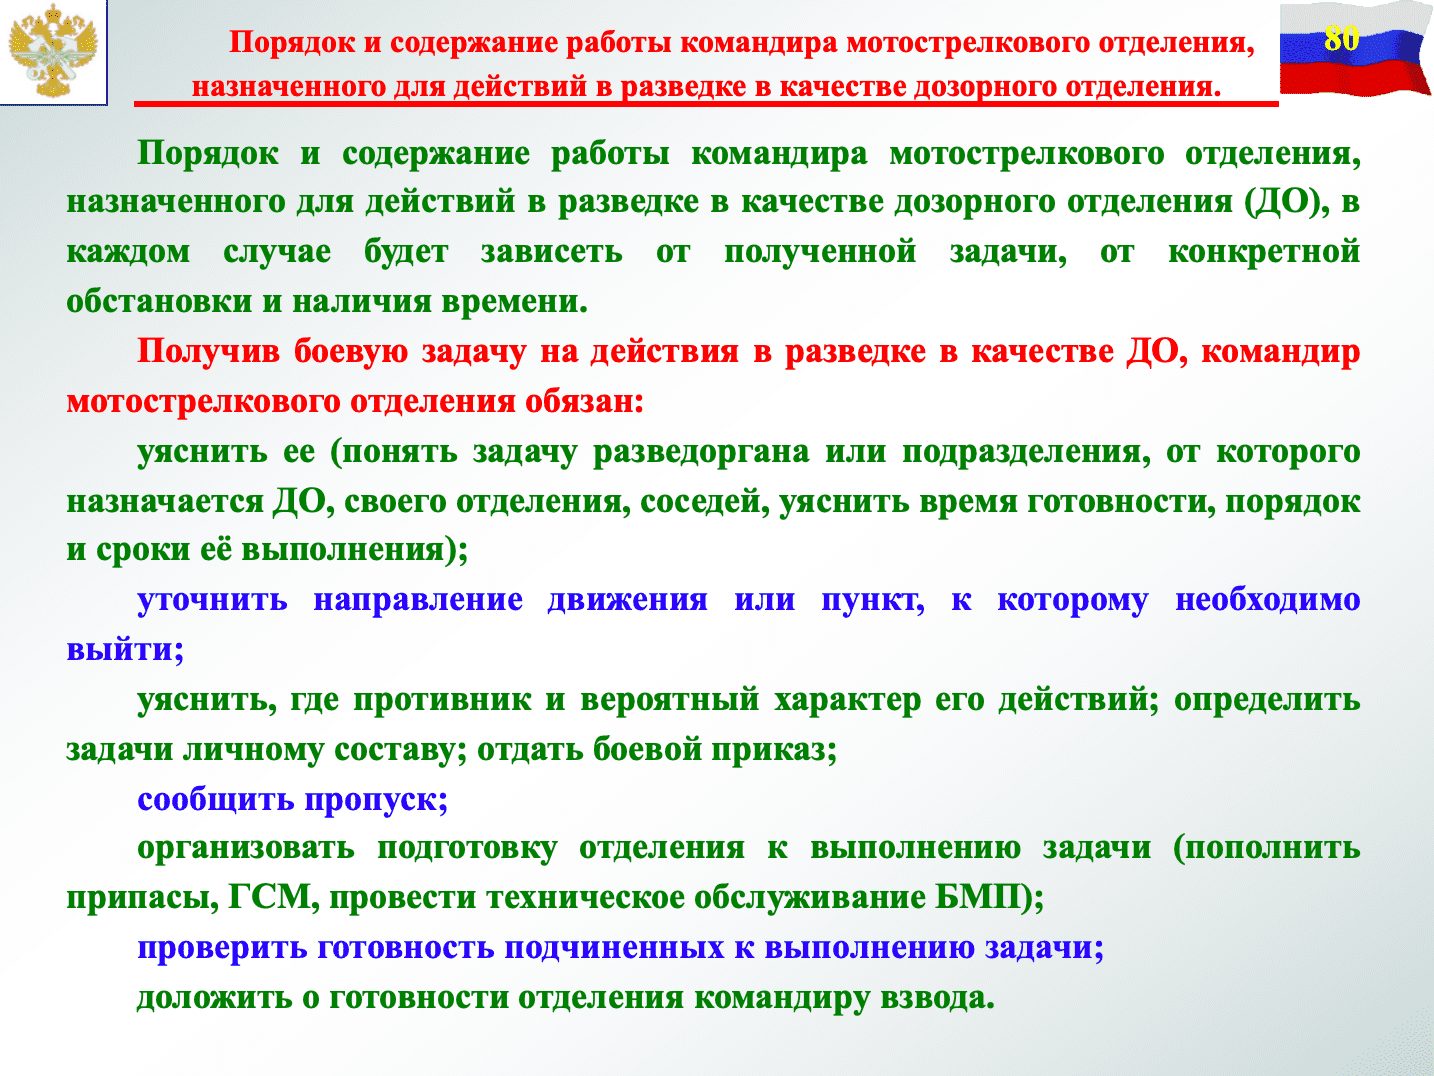 Порядок и содержание работы командира мотострелкового отделения,
назначенного для действий в разведке в качестве дозорного отделения.
80
Порядок и содержание работы командира мотострелкового отделения,
назначенного для действий в разведке в качестве дозорного отделения (ДО), в
каждом случае будет зависеть от полученной задачи, от конкретной
обстановки и наличия времени.
Получив боевую задачу на действия в разведке в качестве ДО, командир
мотострелкового отделения обязан:
уяснить ее (понять задачу разведоргана или подразделения, от которого
назначается ДО, своего отделения, соседей, уяснить время готовности, порядок
и сроки её выполнения);
уточнить направление движения или пункт, к которому необходимо
выйти;
уяснить, где противник и вероятный характер его действий; определить
задачи личному составу; отдать боевой приказ;
сообщить пропуск;
организовать подготовку отделения к выполнению задачи (пополнить
припасы, ГСМ, провести техническое обслуживание БМП);
проверить готовность подчиненных к выполнению задачи;
доложить о готовности отделения командиру взвода.